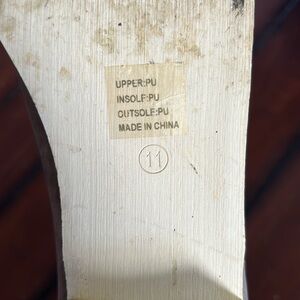 UPPER:PU
INSOLE:PU
OUTSOLE:PU
MADE IN CHINA
11